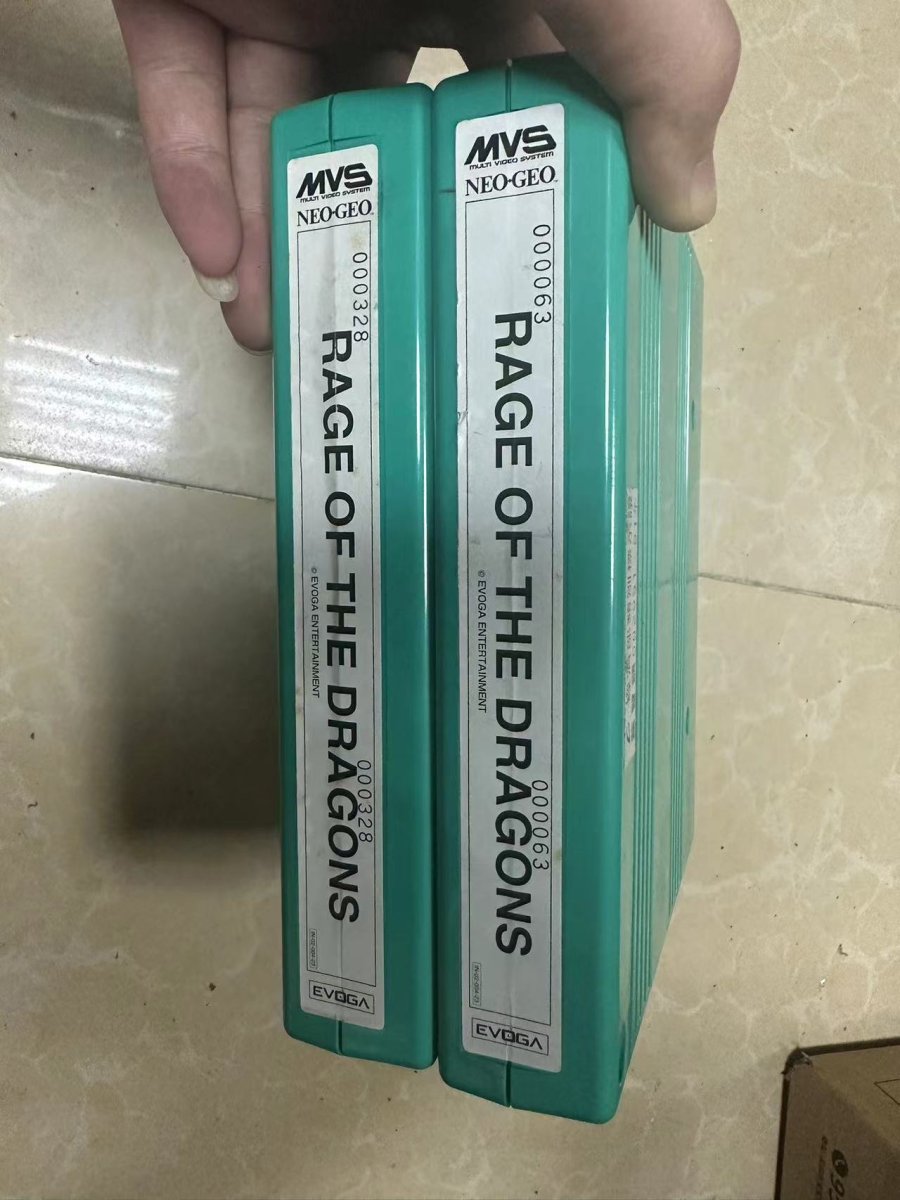 MVS
MULTI VIDEO SYSTEM
NEO·GEO
000328
RAGE OF THE DRAGONS
© EVOGA ENTERTAINMENT
000328
EVOGA
MVS
MULTI VIDEO SYSTEM
NEO·GEO
000063
RAGE OF THE DRAGONS
© EVOGA ENTERTAINMENT
000063
EVOGA